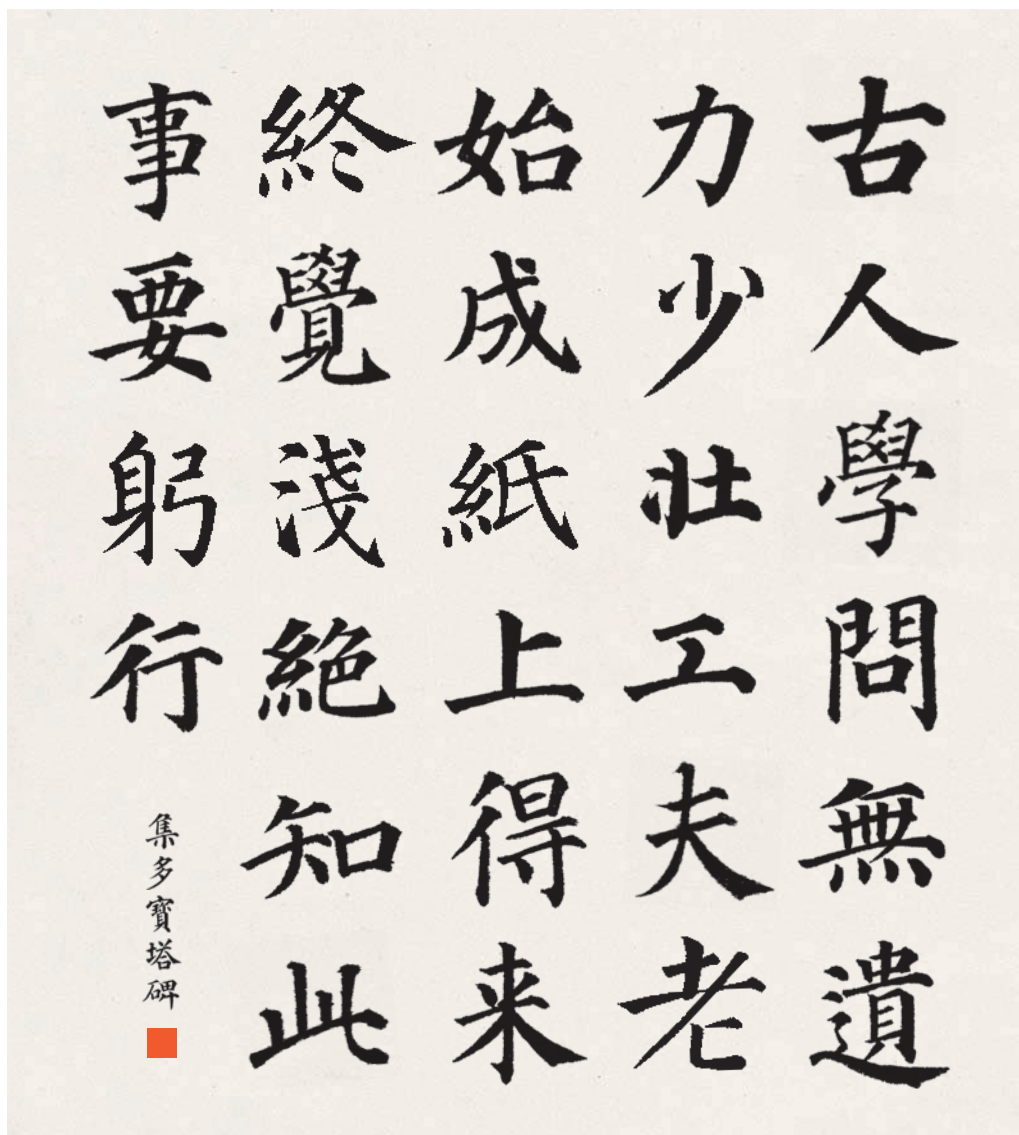 古人學問無遺
力少壯工夫老
始成紙上得来
終覺淺絕知此
事要躬行
集多寶塔碑